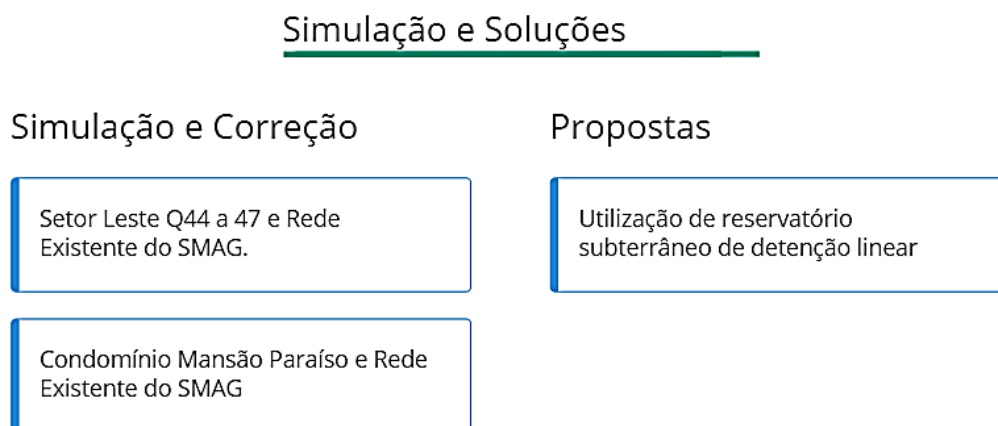 Simulação e Soluções
Simulação e Correção
Setor Leste Q44 a 47 e Rede
Existente do SMAG.
Condomínio Mansão Paraíso e Rede
Existente do SMAG
Propostas
Utilização de reservatório
subterrâneo de detenção linear